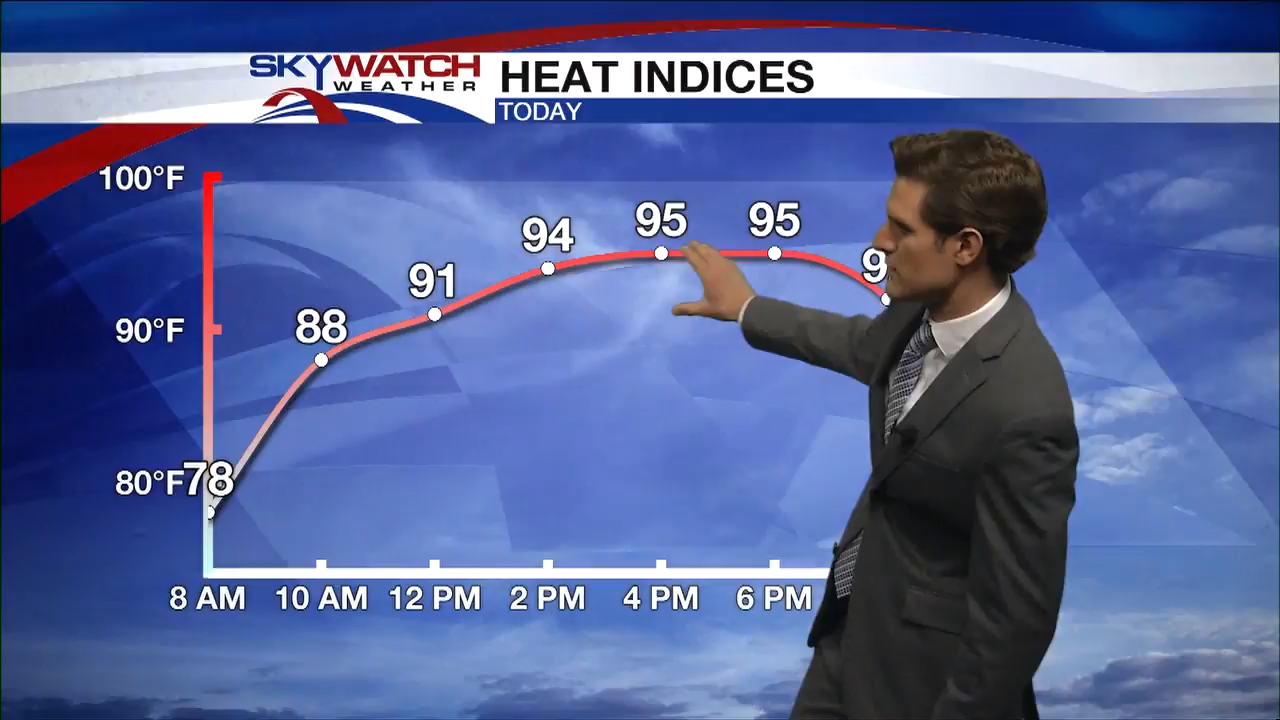 SKYWATCH
WEATHER
HEAT INDICES
TODAY
100°F
90°F
80°F
78
88
91
94
95
95
8 AM
10 AM
12 PM
2 PM
4 PM
6 PM